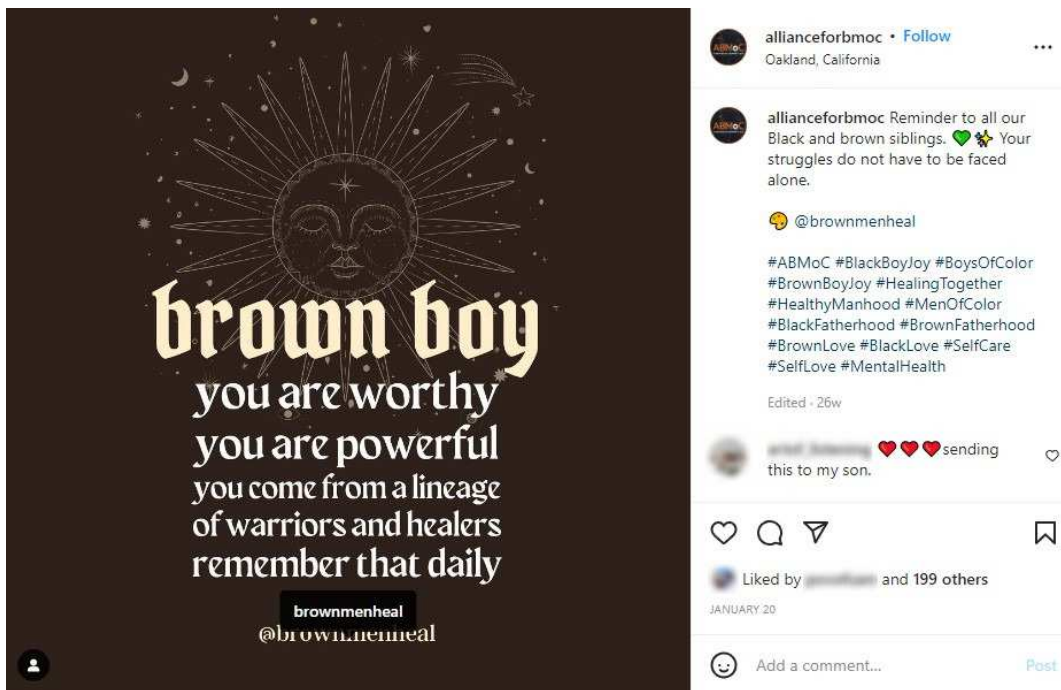 brown boy
you are worthy
you are powerful
you come from a lineage
of warriors and healers
remember that daily
brownmenheal
@brownmenheal
ABMoC
allianceforbmoc • Follow
Oakland, California
ABMoC
allianceforbmoc Reminder to all our
Black and brown siblings. 💚✨ Your
struggles do not have to be faced
alone.
🎨 @brownmenheal
#ABMoC #BlackBoyJoy #BoysOfColor
#BrownBoyJoy #HealingTogether
#HealthyManhood #MenOfColor
#BlackFatherhood #BrownFatherhood
#BrownLove #BlackLove #SelfCare
#SelfLove #MentalHealth
Edited · 26w
❤️❤️❤️sending
this to my son.
Liked by and 199 others
JANUARY 20
Add a comment...
Post